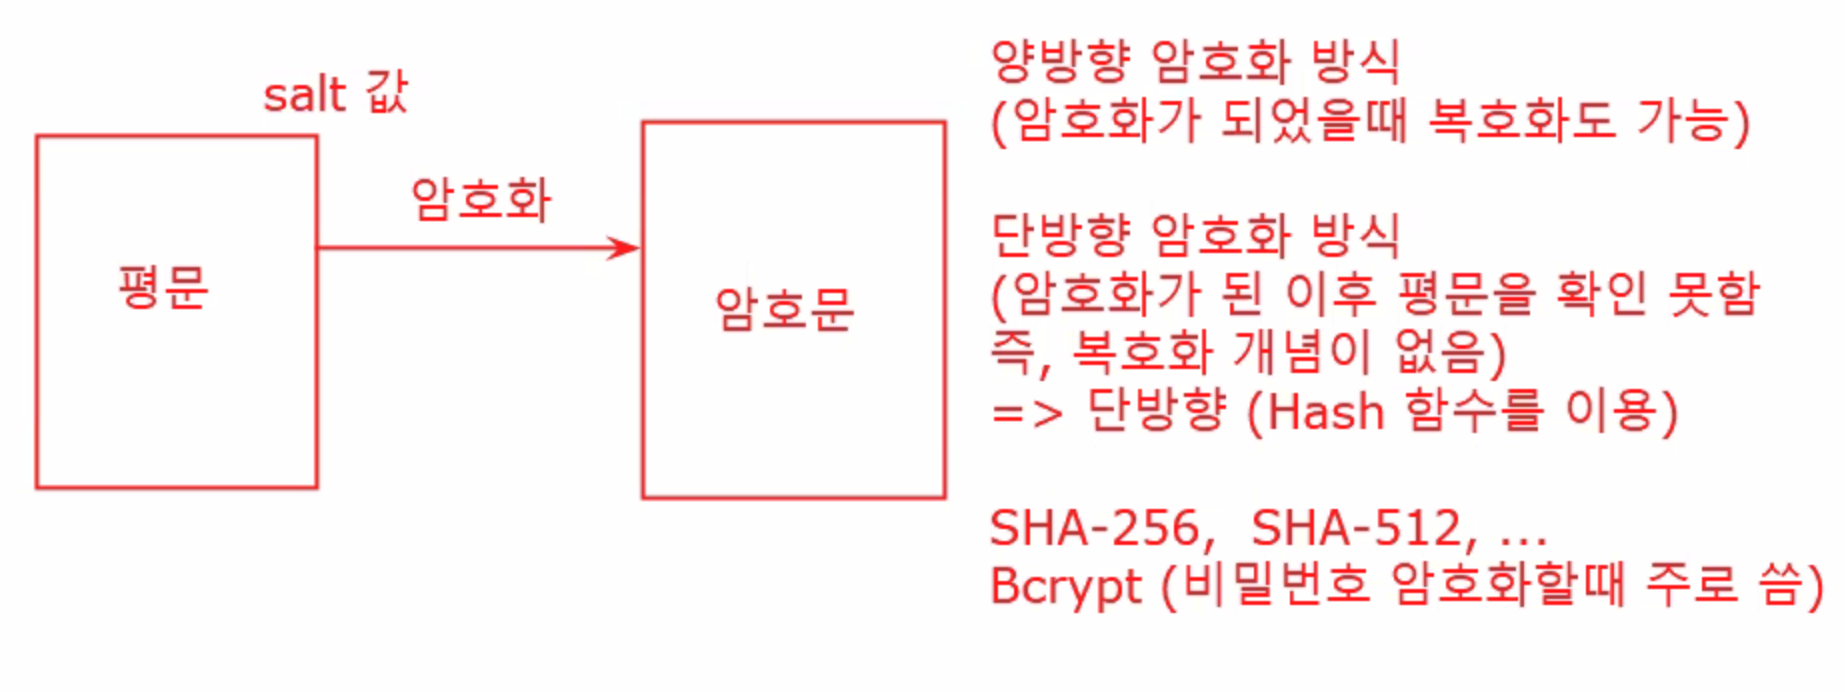 salt 값
암호화
평문
암호문
양방향 암호화 방식
(암호화가 되었을때 복호화도 가능)
단방향 암호화 방식
(암호화가 된 이후 평문을 확인 못함
즉, 복호화 개념이 없음)
=> 단방향 (Hash 함수를 이용)
SHA-256, SHA-512, ...
Bcrypt (비밀번호 암호화할때 주로 씀)